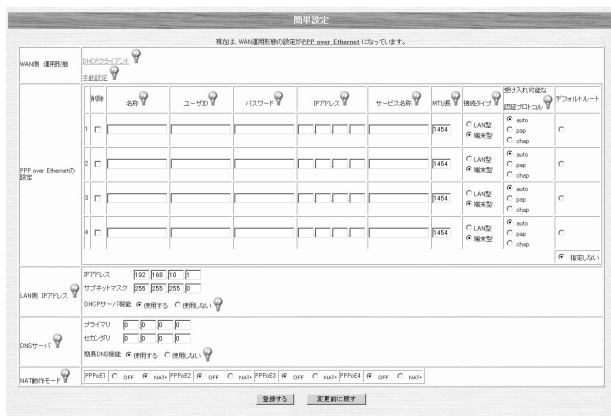 簡単設定
現在は、WAN運用形態の設定がPPP over Ethernet になっています。
WAN側 運用形態
DHCPクライアント
手動設定
PPP over Ethernetの
設定
削除 名称 ユーザID パスワード IPアドレス サービス名称 MTU長 接続タイプ 受け入れ可能な認証プロトコル デフォルトルート
1 1454 LAN型 端末型 auto pap chap
2 1454 LAN型 端末型 auto pap chap
3 1454 LAN型 端末型 auto pap chap
4 1454 LAN型 端末型 auto pap chap
指定しない
LAN側 IPアドレス
IPアドレス 192 168 10 1
サブネットマスク 255 255 255 0
DHCPサーバ機能 使用する 使用しない
DNSサーバ
プライマリ 0 0 0 0
セカンダリ 0 0 0 0
簡易DNS機能 使用する 使用しない
NAT動作モード
PPPoE1 OFF NAT+ PPPoE2 OFF NAT+ PPPoE3 OFF NAT+ PPPoE4 OFF NAT+
登録する 変更前に戻す